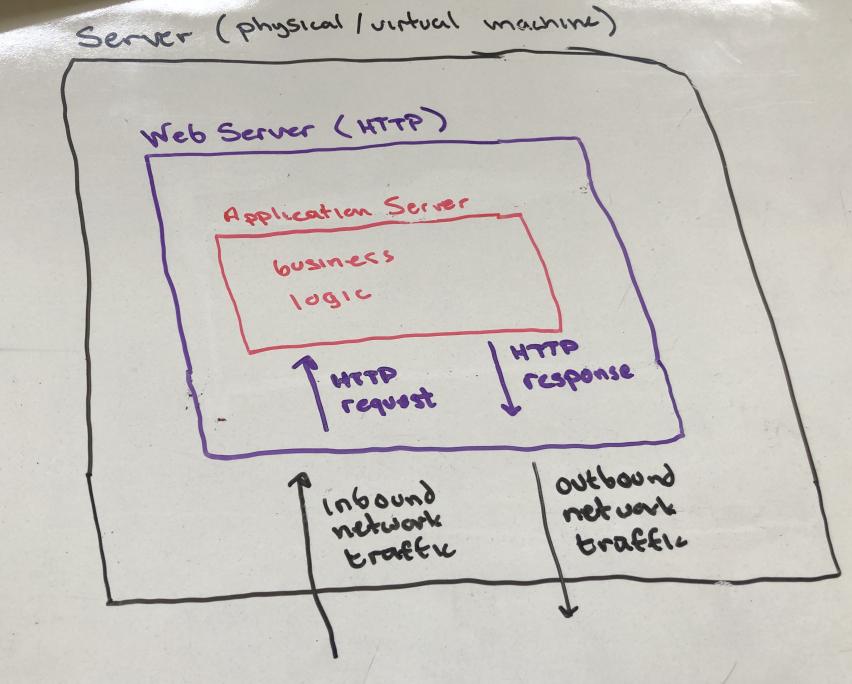 Server (physical/virtual machine)
Web Server (HTTP)
Application Server
business
logic
HTTP
request
HTTP
response
inbound
network
traffic
outbound
network
traffic